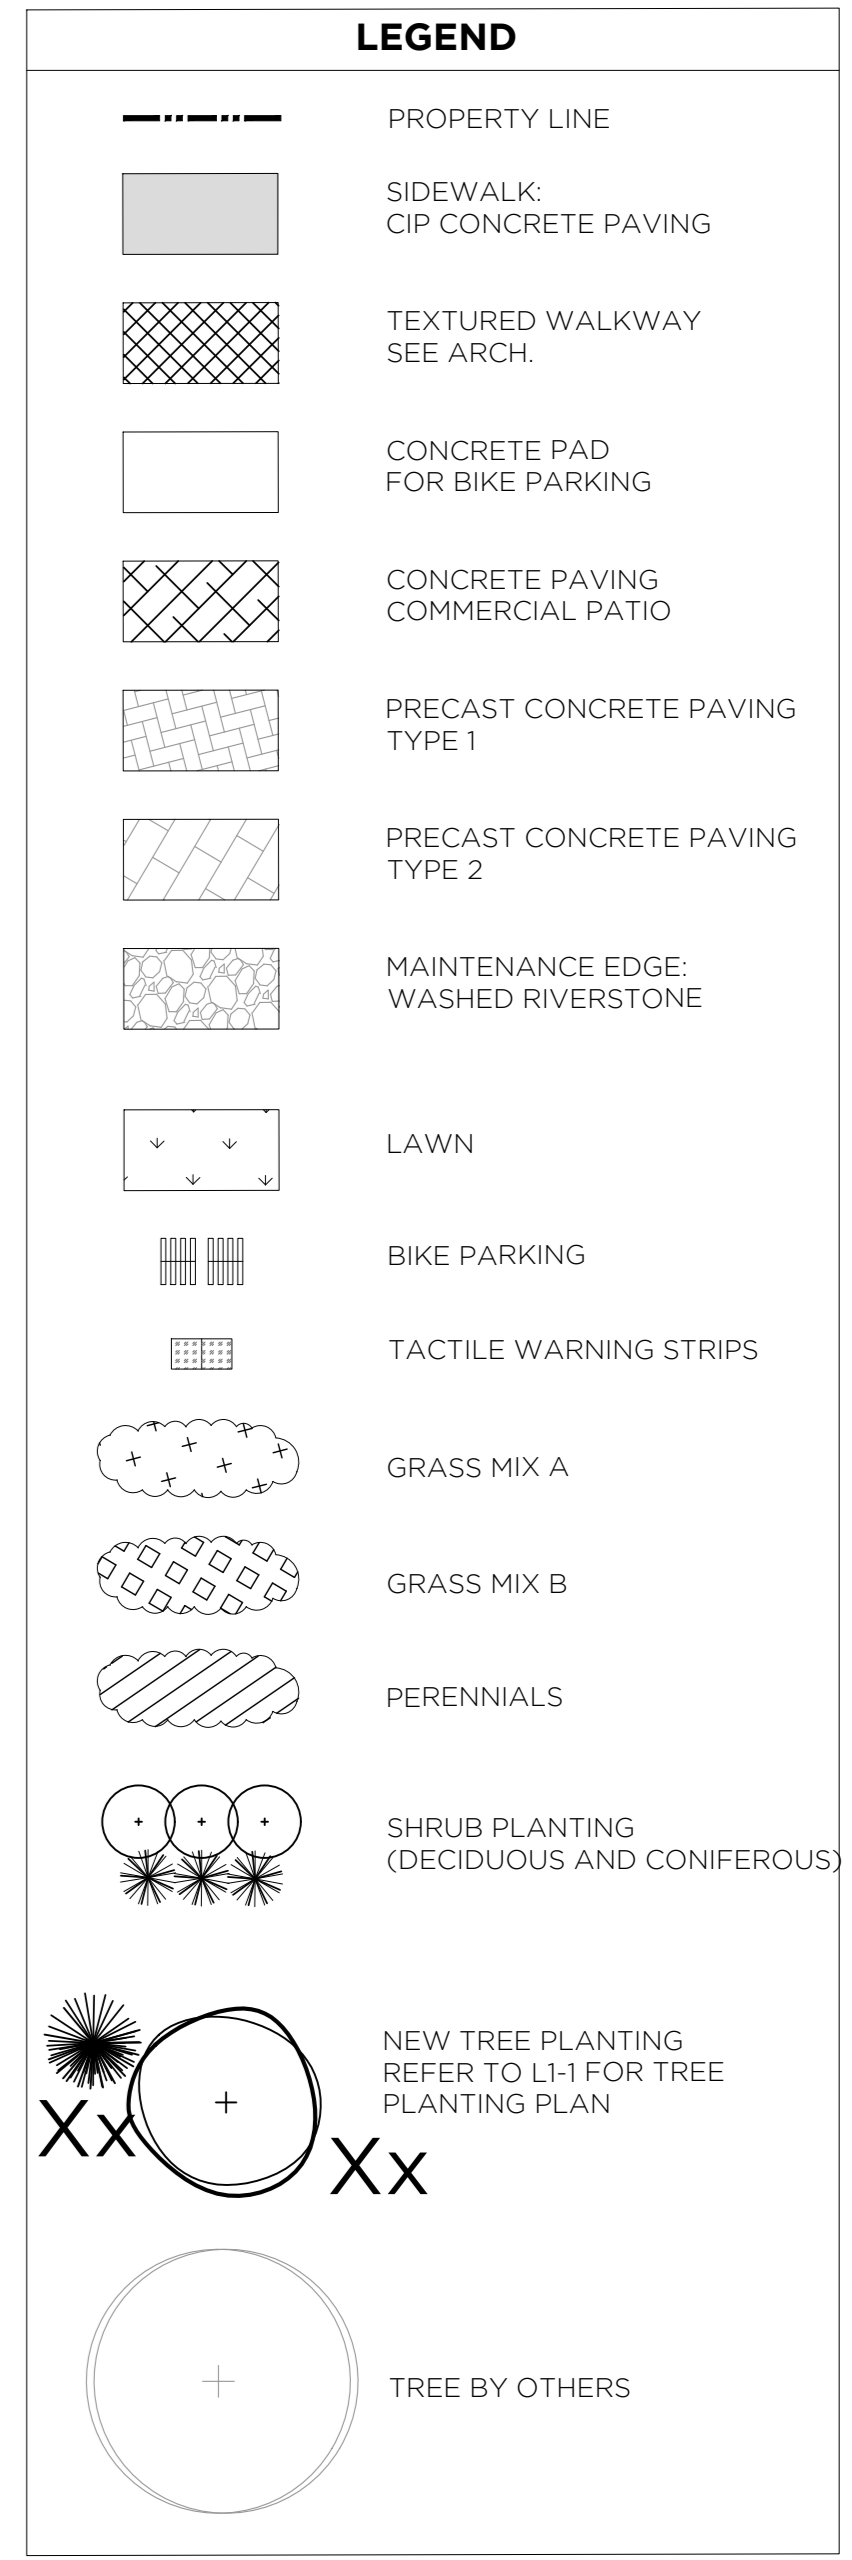 LEGEND
PROPERTY LINE
SIDEWALK:
CIP CONCRETE PAVING
TEXTURED WALKWAY
SEE ARCH.
CONCRETE PAD
FOR BIKE PARKING
CONCRETE PAVING
COMMERCIAL PATIO
PRECAST CONCRETE PAVING
TYPE 1
PRECAST CONCRETE PAVING
TYPE 2
MAINTENANCE EDGE:
WASHED RIVERSTONE
LAWN
BIKE PARKING
TACTILE WARNING STRIPS
GRASS MIX A
GRASS MIX B
PERENNIALS
SHRUB PLANTING
(DECIDUOUS AND CONIFEROUS)
NEW TREE PLANTING
REFER TO L1-1 FOR TREE
PLANTING PLAN
Xx
Xx
TREE BY OTHERS